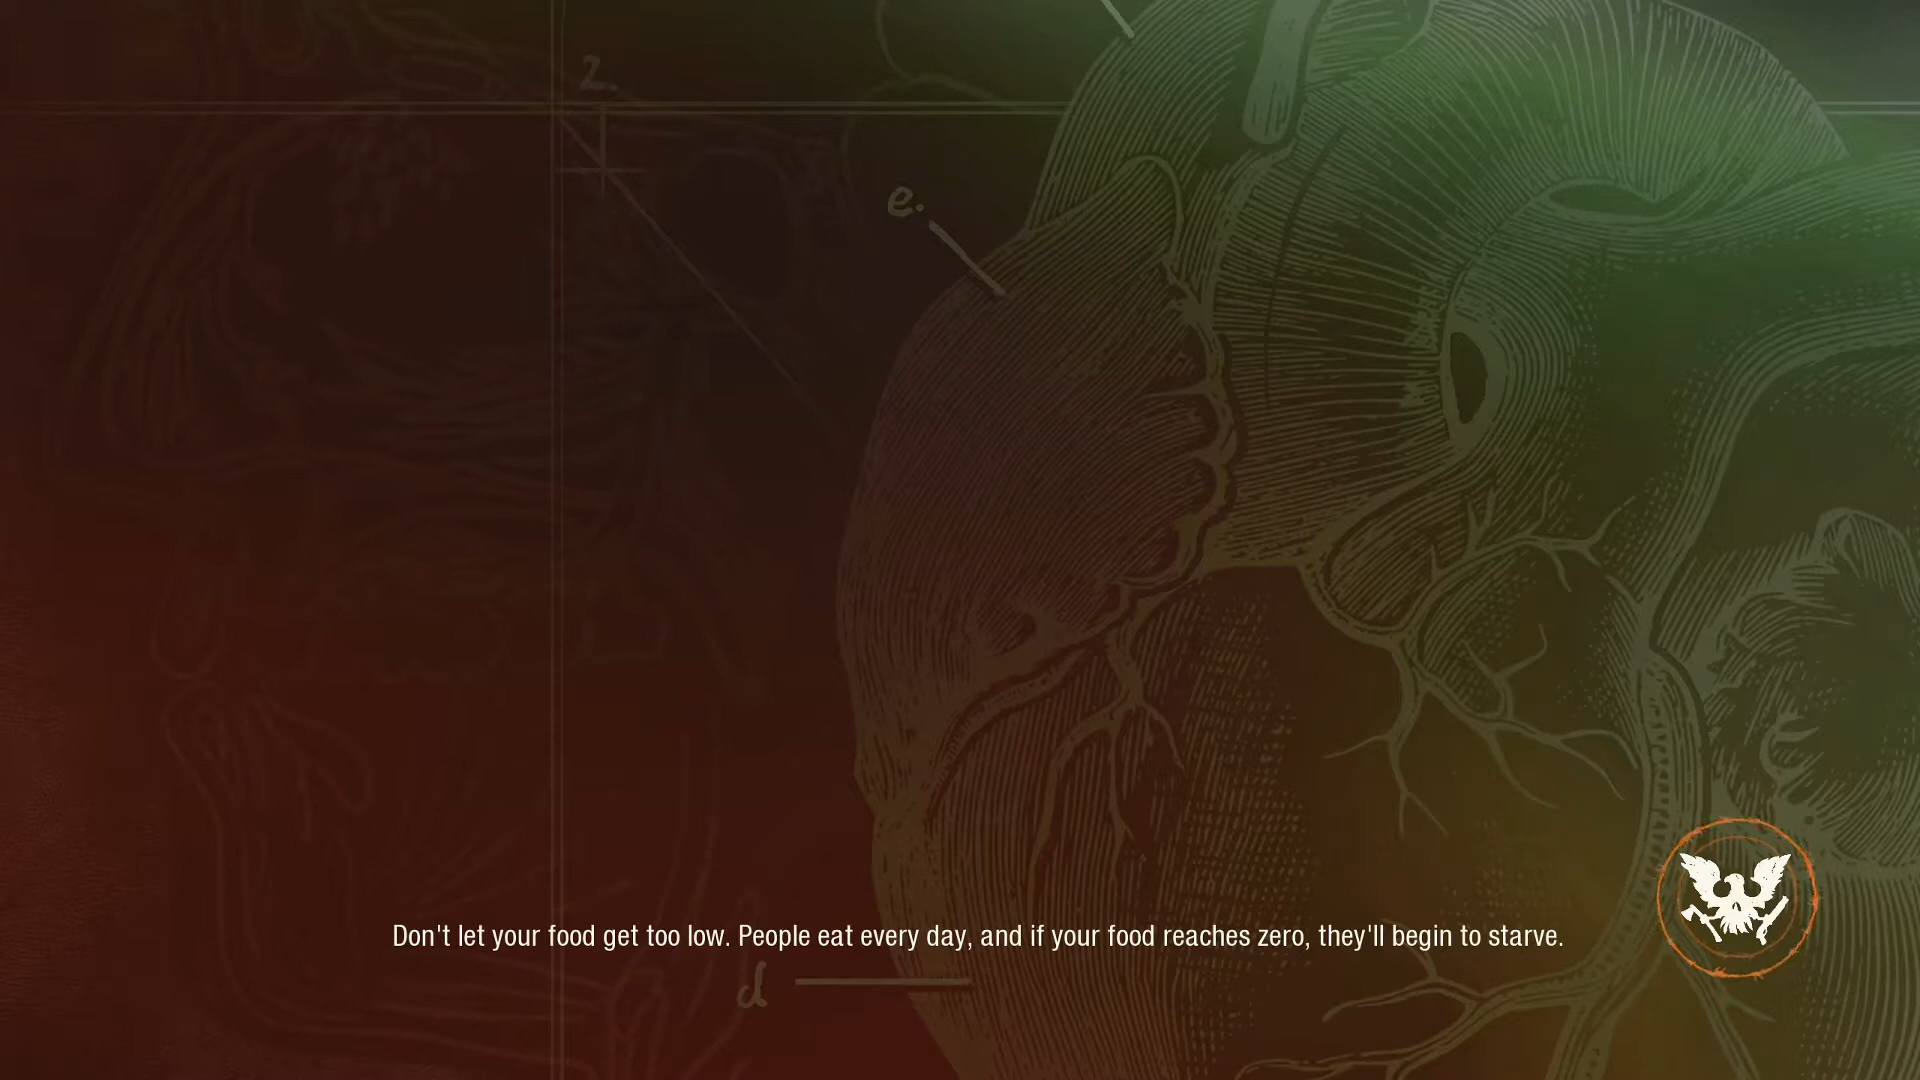 2.
e.
Don't let your food get too low. People eat every day, and if your food reaches zero, they'll begin to starve.
d